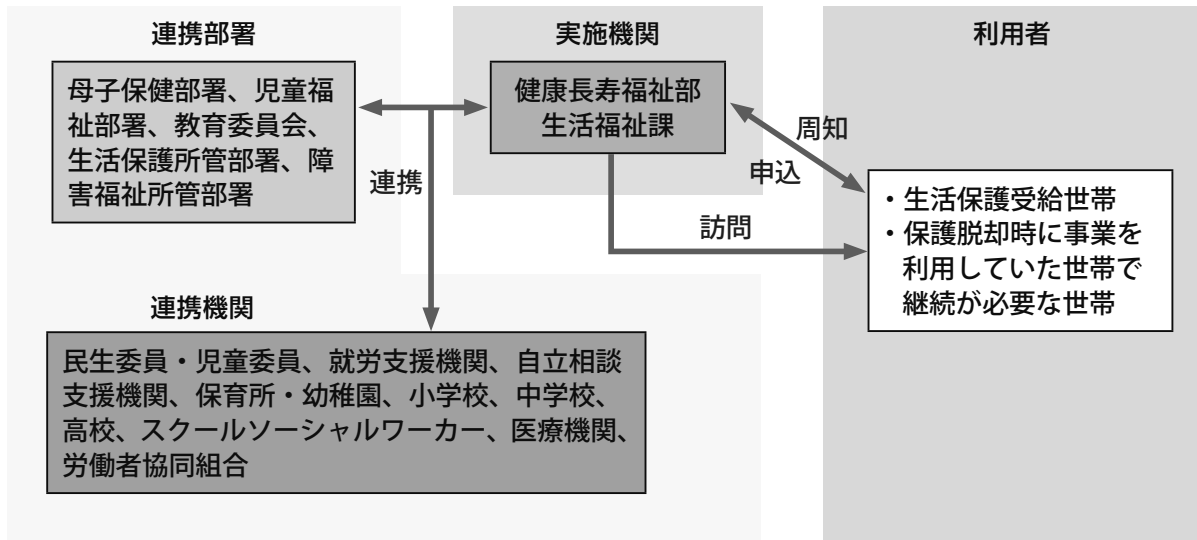 連携部署
母子保健部署、児童福
祉部署、教育委員会、
生活保護所管部署、障
害福祉所管部署
実施機関
健康長寿福祉部
生活福祉課
利用者
周知
申込
連携
訪問
・生活保護受給世帯
・保護脱却時に事業を
利用していた世帯で
継続が必要な世帯
連携機関
民生委員・児童委員、就労支援機関、自立相談
支援機関、保育所・幼稚園、小学校、中学校、
高校、スクールソーシャルワーカー、医療機関、
労働者協同組合